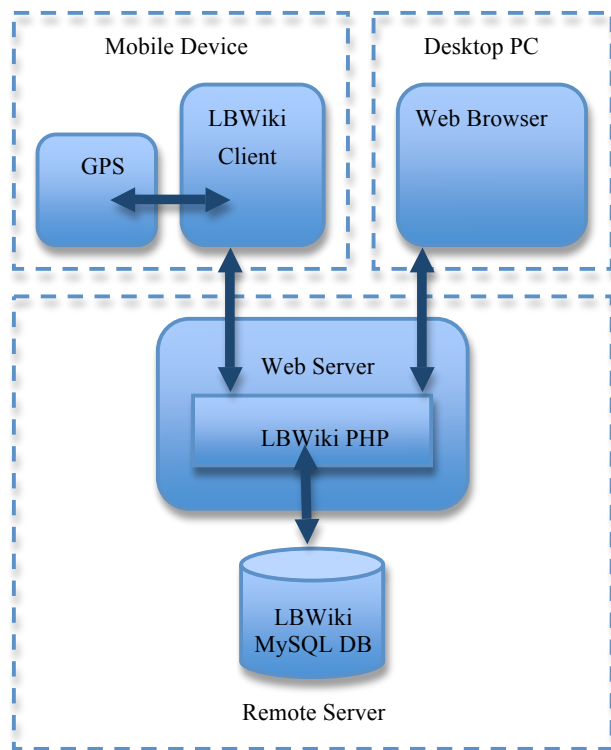 Mobile Device
Desktop PC
LBWiki
Client
Web Browser
GPS
Web Server
LBWiki PHP
LBWiki
MySQL DB
Remote Server